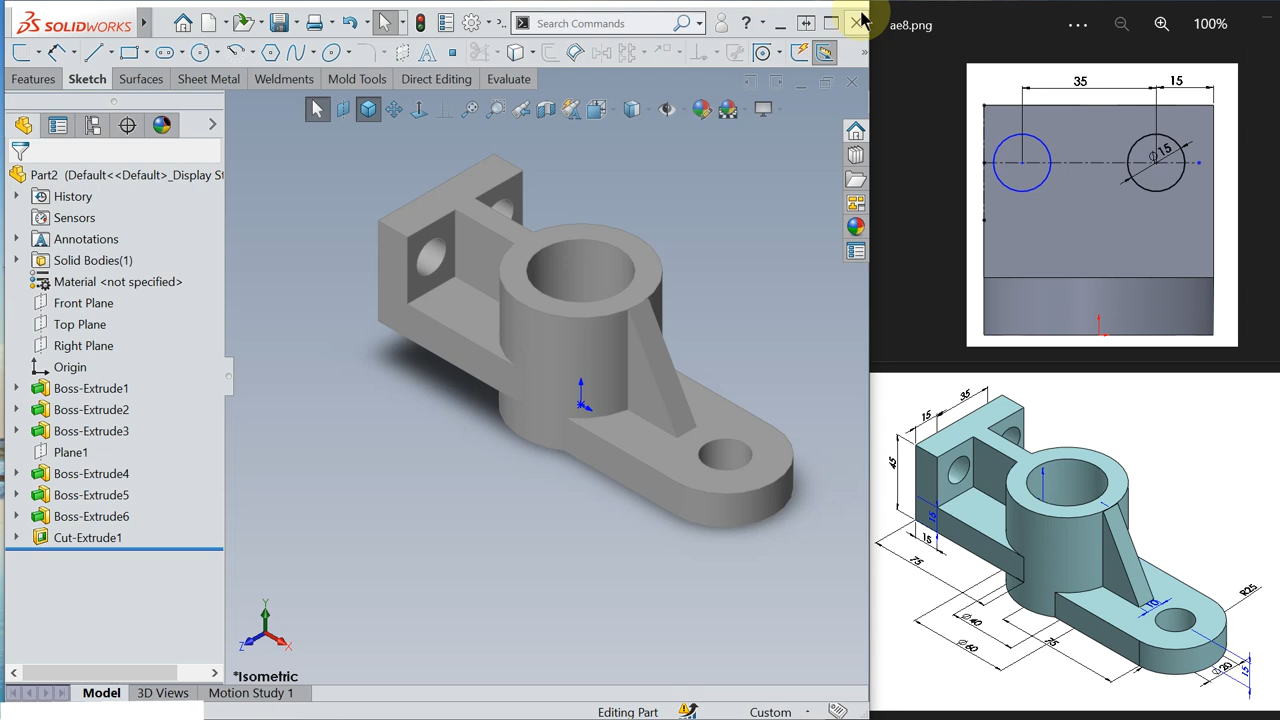 SOLIDWORKS
Search Commands
?
ae8.png
100%
Features
Sketch
Surfaces
Sheet Metal
Weldments
Mold Tools
Direct Editing
Evaluate
Part2 (Default<<Default>_Display St
History
Sensors
Annotations
Solid Bodies(1)
Material <not specified>
Front Plane
Top Plane
Right Plane
Origin
Boss-Extrude1
Boss-Extrude2
Boss-Extrude3
Plane1
Boss-Extrude4
Boss-Extrude5
Boss-Extrude6
Cut-Extrude1
Y
Z
X
*Isometric
Model
3D Views
Motion Study 1
Editing Part
Custom
35
15
Ø15
35
15
45
15
15
75
Ø40
Ø60
75
10
R25
Ø20
15